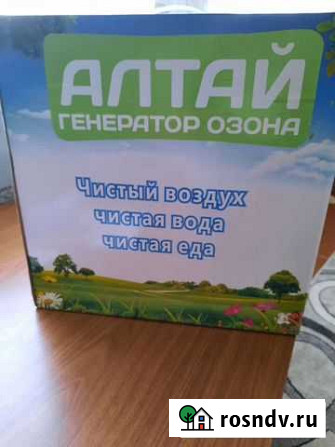 АЛТАЙ
ГЕНЕРАТОР ОЗОНА
Чистый воздух
чистая вода
чистая еда
rosndv.ru